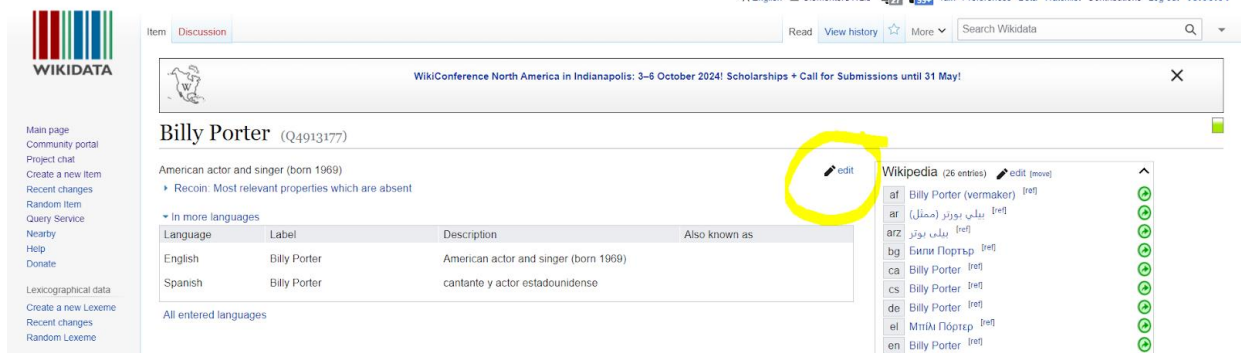 Item Discussion
Read View history More Search Wikidata
WIKIDATA
WikiConference North America in Indianapolis: 3–6 October 2024! Scholarships + Call for Submissions until 31 May!
Main page
Community portal
Project chat
Create a new Item
Recent changes
Random Item
Query Service
Nearby
Help
Donate
Lexicographical data
Create a new Lexeme
Recent changes
Random Lexeme
Billy Porter (Q4913177)
American actor and singer (born 1969)
edit
Recoin: Most relevant properties which are absent
In more languages
Language Label Description Also known as
English Billy Porter American actor and singer (born 1969)
Spanish Billy Porter cantante y actor estadounidense
All entered languages
Wikipedia (26 entries) edit [move]
af Billy Porter (vermaker) [ref]
ar بيلي بورتر (ممثل) [ref]
arz بيلى بوتر [ref]
bg Били Портър [ref]
ca Billy Porter [ref]
cs Billy Porter [ref]
de Billy Porter [ref]
el Μπίλι Πόρτερ [ref]
en Billy Porter [ref]